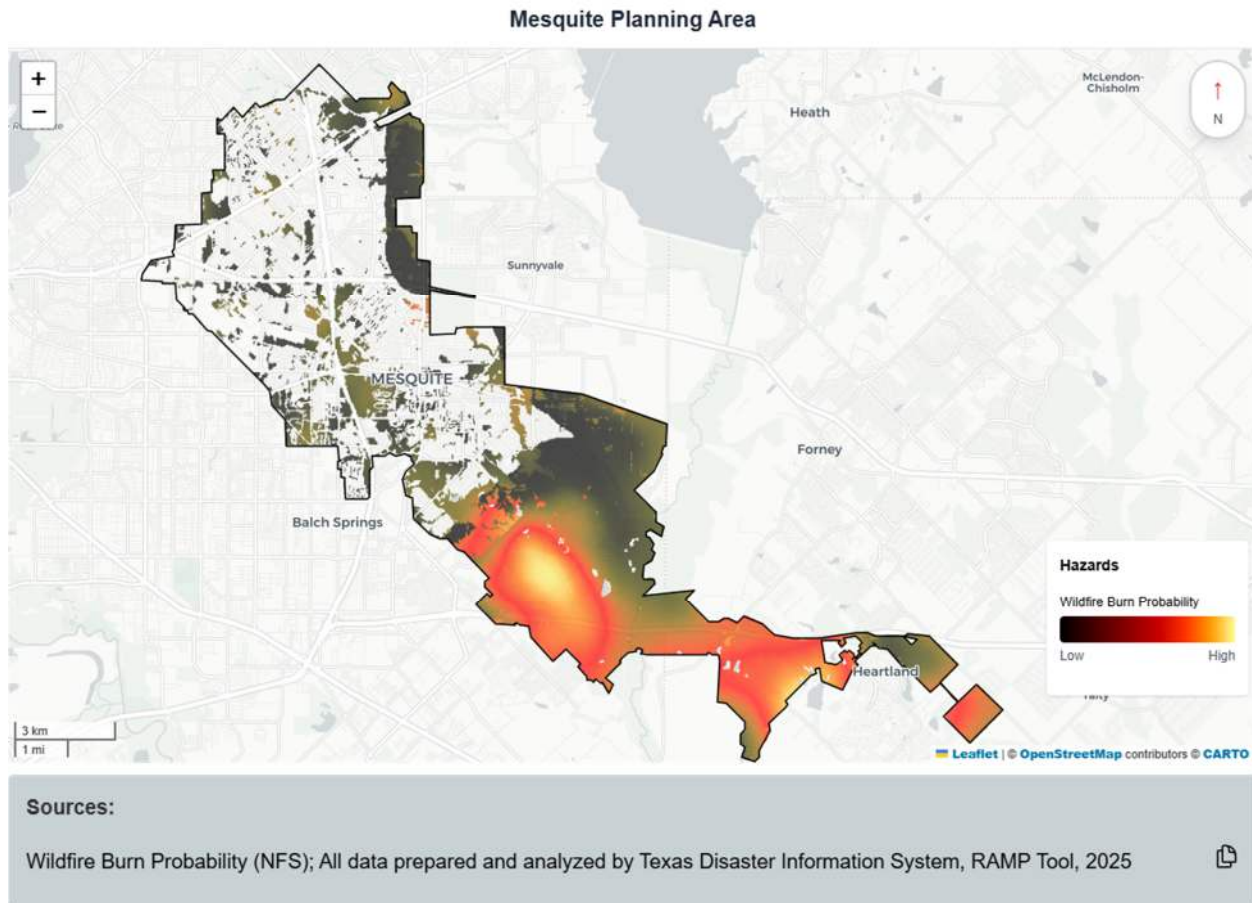 Mesquite Planning Area
+
−
McLendon-
Chisholm
Heath
N
Sunnyvale
MESQUITE
Forney
Balch Springs
Hazards
Wildfire Burn Probability
Low High
Heartland
3 km
1 mi
Leaflet | © OpenStreetMap contributors © CARTO
Sources:
Wildfire Burn Probability (NFS); All data prepared and analyzed by Texas Disaster Information System, RAMP Tool, 2025